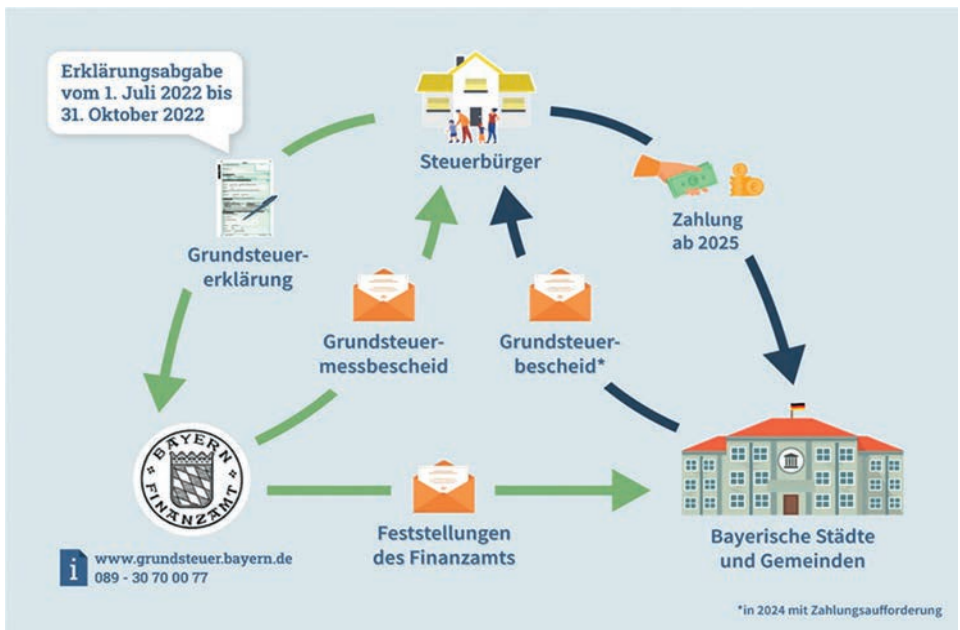 Erklärungsabgabe
vom 1. Juli 2022 bis
31. Oktober 2022
Steuerbürger
Grundsteuer-
erklärung
Zahlung
ab 2025
Grundsteuer-
messbescheid
Grundsteuer-
bescheid*
BAYERN
FINANZAMT
Feststellungen
des Finanzamts
Bayerische Städte
und Gemeinden
i
www.grundsteuer.bayern.de
089 - 30 70 00 77
*in 2024 mit Zahlungsaufforderung